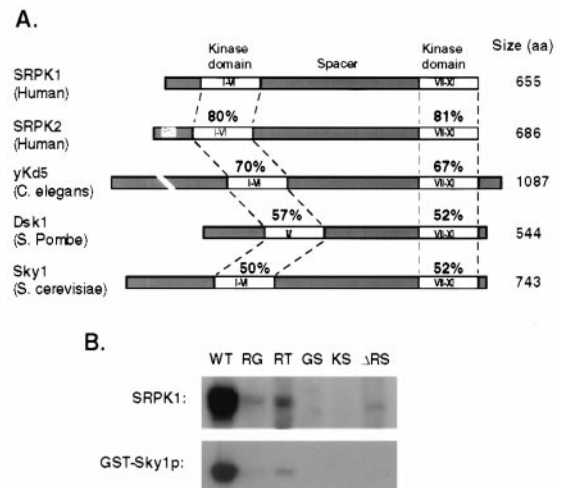 A.
Kinase domain Spacer Kinase domain Size (aa)
SRPK1 (Human) I-VI VII-XI 655
80% 81%
SRPK2 (Human) I-VI VII-XI 686
70% 67%
yKd5 (C. elegans) I-VI VII-XI 1087
57% 52%
Dsk1 (S. Pombe) VII-XI 544
50% 52%
Sky1 (S. cerevisiae) I-VI VII-XI 743
B.
WT RG RT GS KS ΔRS
SRPK1:
GST-Sky1p: